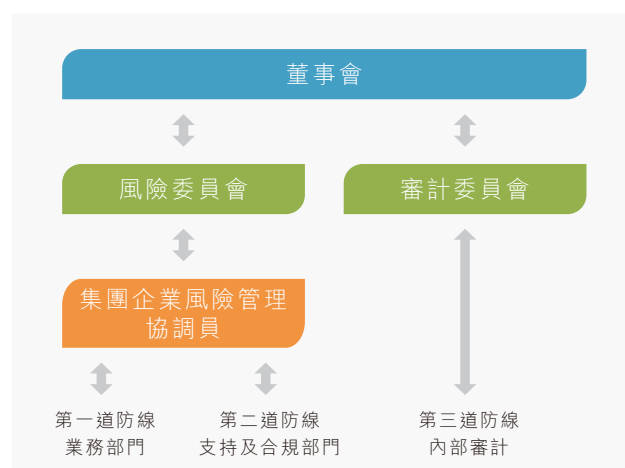 董事會
風險委員會
審計委員會
集團企業風險管理
協調員
第一道防線
業務部門
第二道防線
支持及合規部門
第三道防線
內部審計